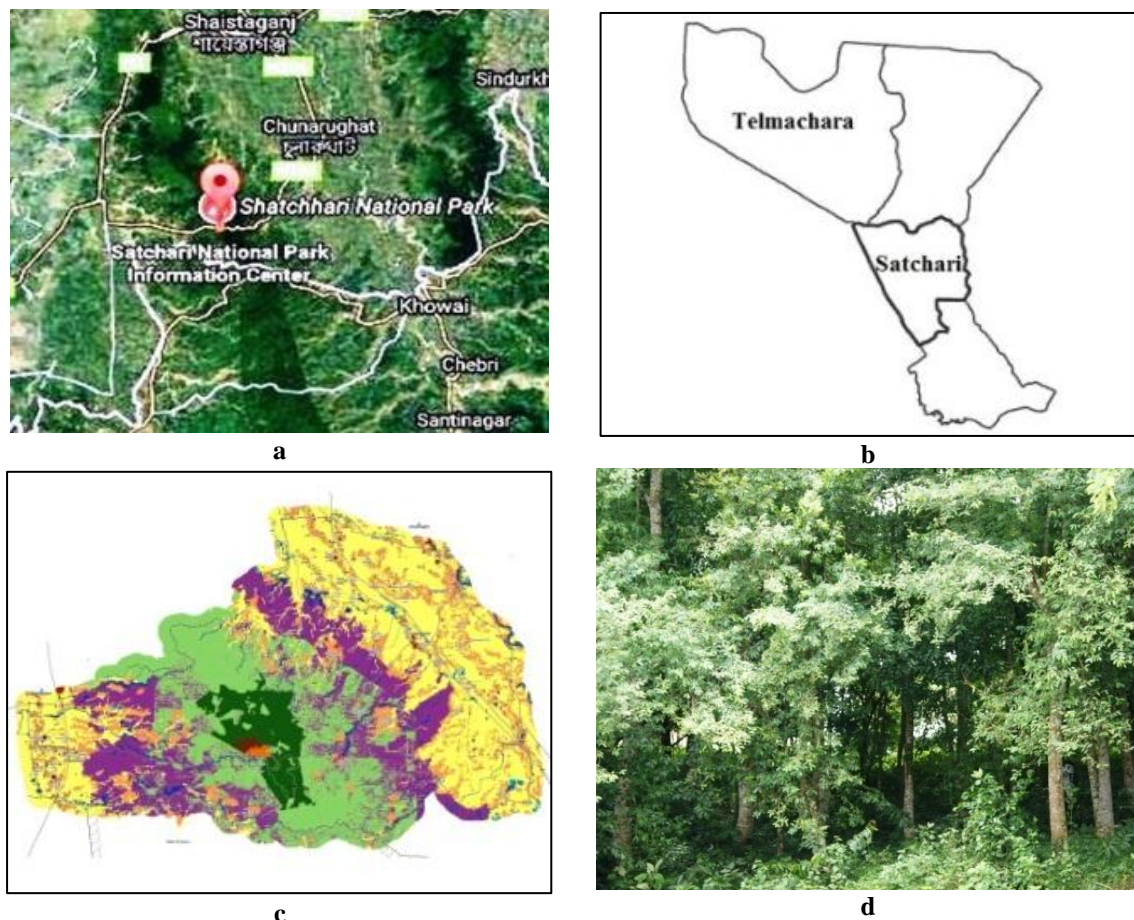 Shaistaganj
শায়েস্তাগঞ্জ
Sindurkh
Chunarughat
চুনারুঘাট
Shatchhari National Park
Satchari National Park
Information Center
Khowai
Chebri
Santinagar
a
Telmachara
Satchari
b
c
d